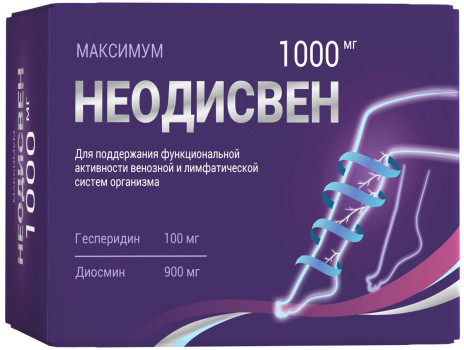 МАКСИМУМ
1000 мг
НЕОДИСВЕН
Для поддержания функциональной
активности венозной и лимфатической
систем организма
Гесперидин 100 мг
Диосмин 900 мг
МАКСИМУМ
НЕОДИСВЕН
1000 мг